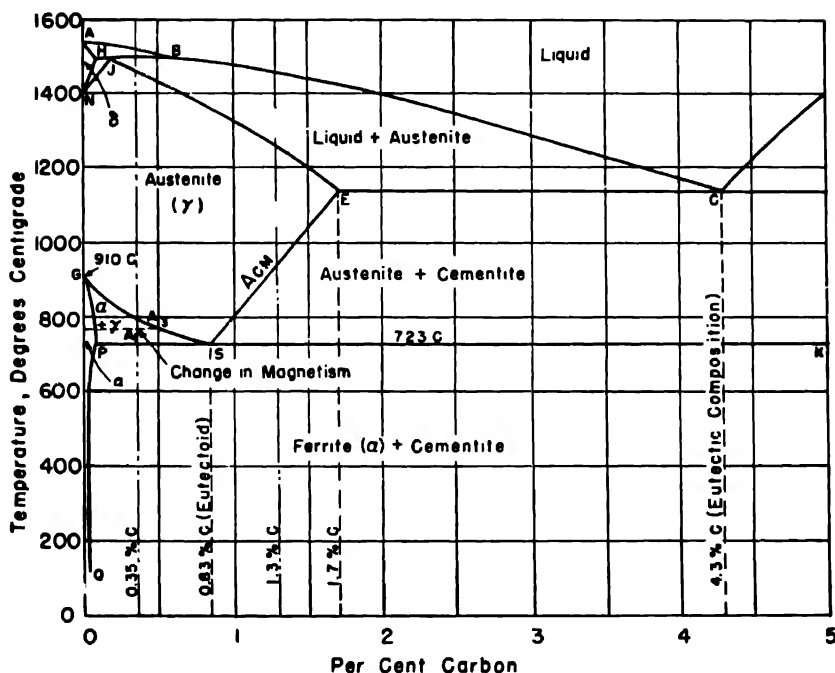 Temperature, Degrees Centigrade
1600
1400
1200
1000
800
600
400
200
0
A
H
B
J
N
δ
Liquid
Liquid + Austenite
Austenite
(γ)
E
C
910 C
G
ACM
Austenite + Cementite
α
+γ
A3
P
S
723 C
K
Change in Magnetism
α
Ferrite (α) + Cementite
Q
0.35 % C
0.83 % C (Eutectoid)
1.3 % C
1.7 % C
4.3 % C (Eutectic Composition)
0
1
2
3
4
5
Per Cent Carbon